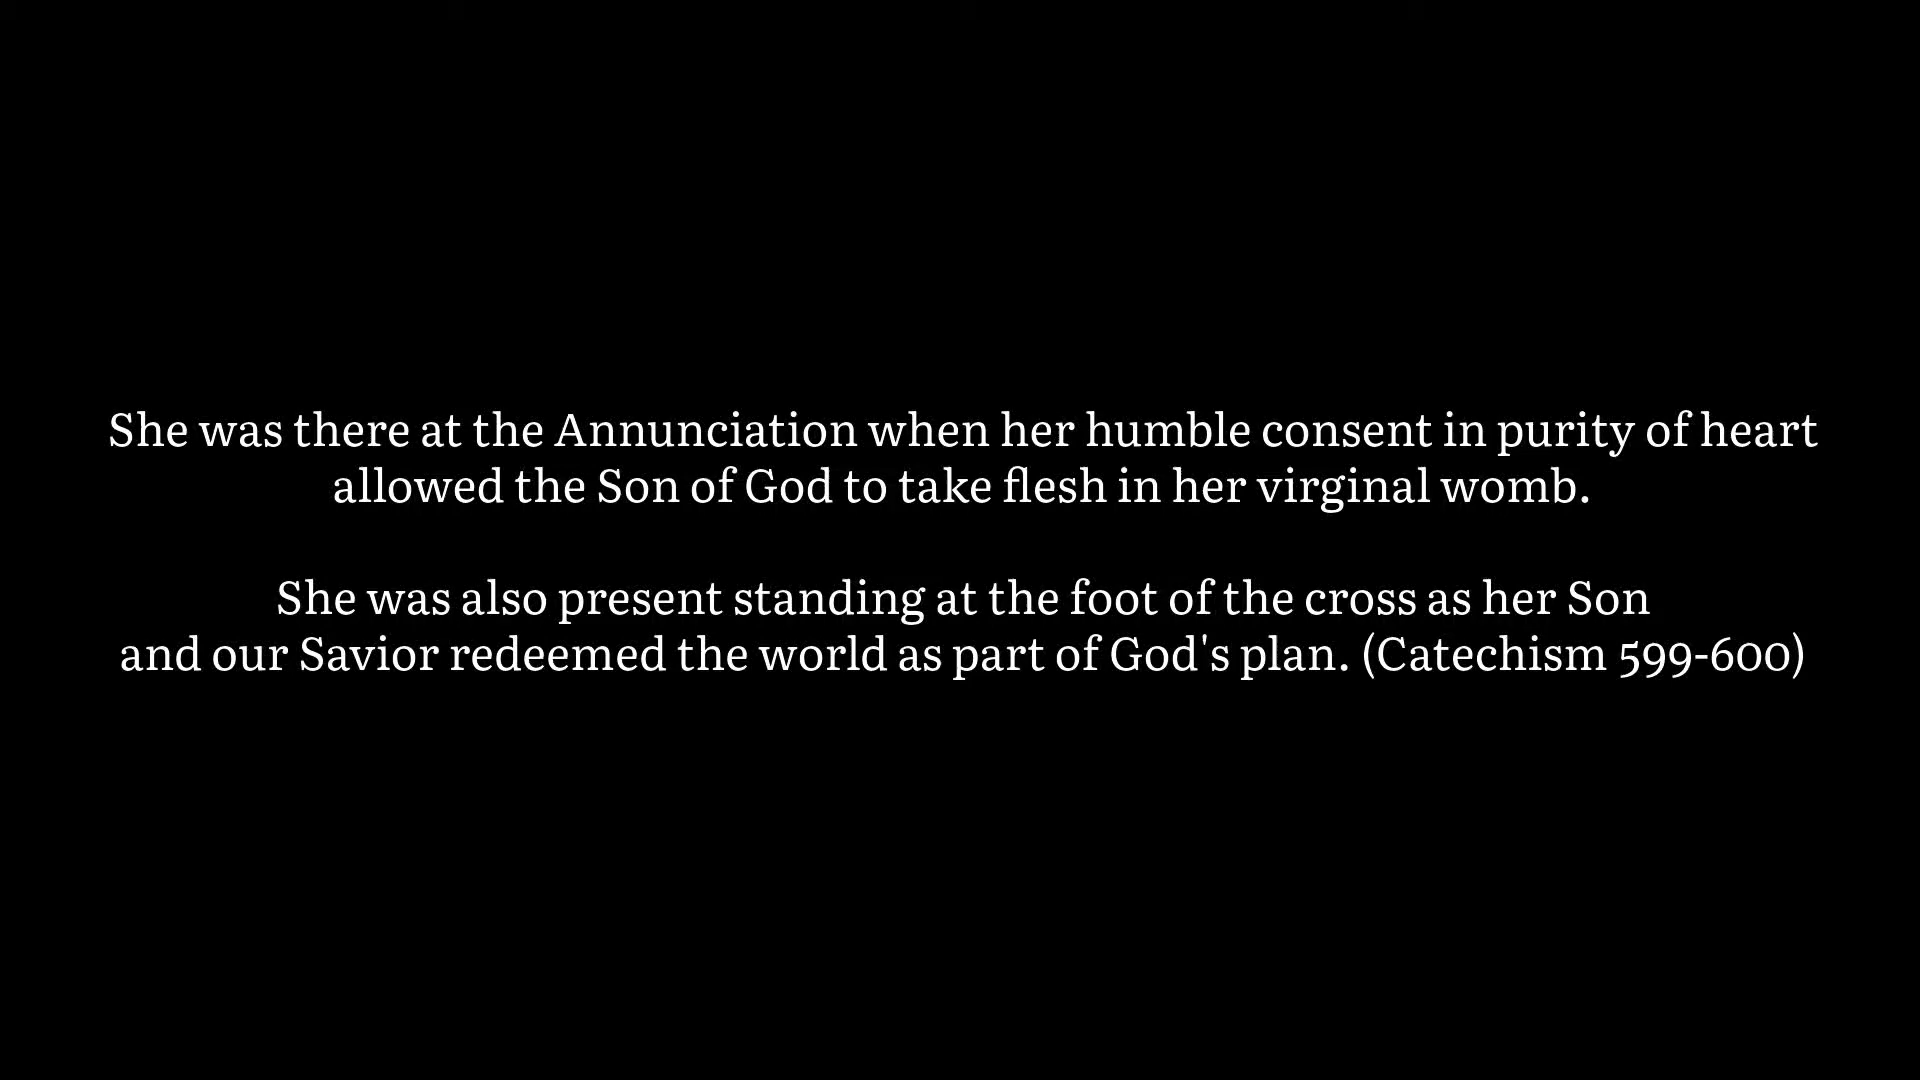 She was there at the Annunciation when her humble consent in purity of heart
allowed the Son of God to take flesh in her virginal womb.
She was also present standing at the foot of the cross as her Son
and our Savior redeemed the world as part of God's plan. (Catechism 599-600)